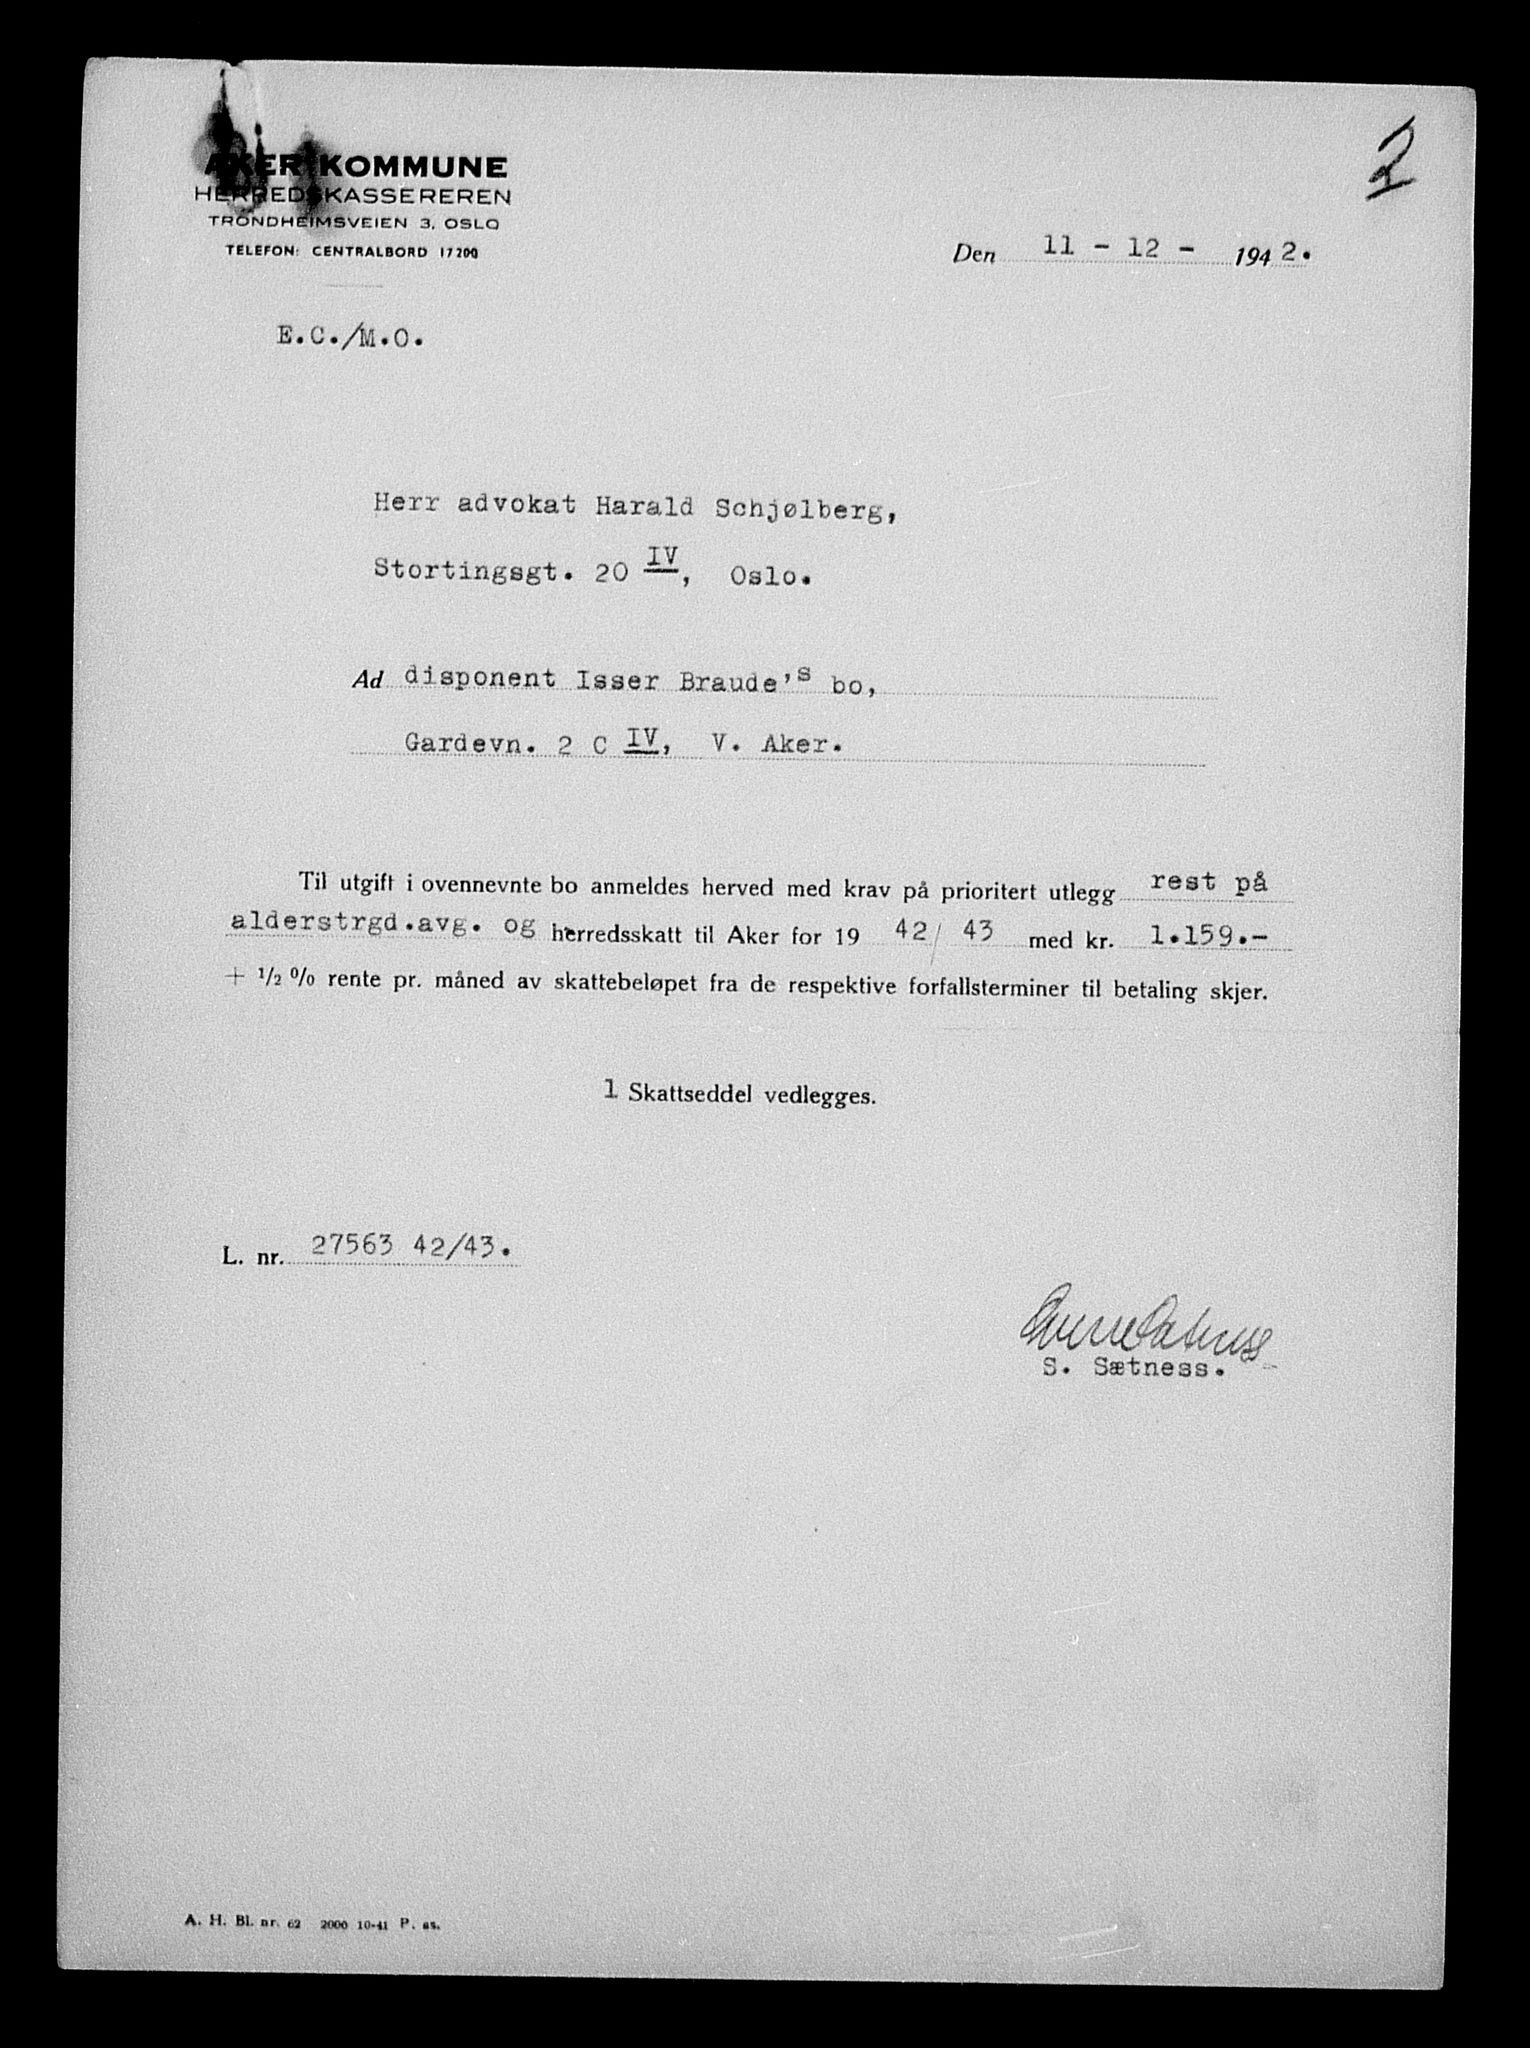 2
AKER KOMMUNE
HERREDSKASSEREREN
TRONDHEIMSVEIEN 3, OSLO
TELEFON: CENTRALBORD 17200
Den 11 - 12 - 1942.
E.C./M.O.
Herr advokat Harald Schjølberg,
Stortingsgt. 20 IV, Oslo.
Ad disponent Isser Braude's bo,
Gardevn. 2 C IV, V. Aker.
Til utgift i ovennevnte bo anmeldes herved med krav på prioritert utlegg rest på
alderstrgd.avg. og herredsskatt til Aker for 19 42/43 med kr. 1.159.-
+ 1/2 % rente pr. måned av skattebeløpet fra de respektive forfallsterminer til betaling skjer.
1 Skattseddel vedlegges.
L. nr. 27563 42/43.
Sverre Sætness
S. Sætness.
A. H. Bl. nr. 62 2000 10-41 P. as.